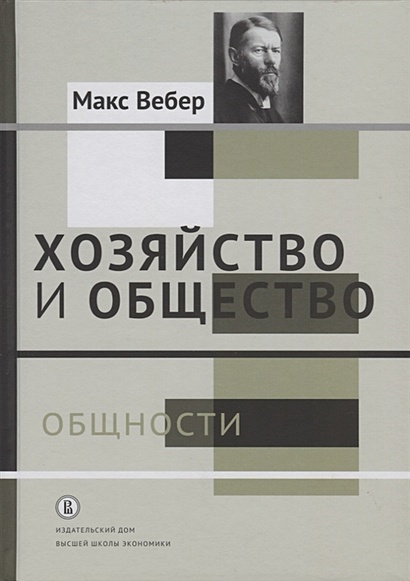 Макс Вебер
ХОЗЯЙСТВО
И ОБЩЕСТВО
ОБЩНОСТИ
ИЗДАТЕЛЬСКИЙ ДОМ
ВЫСШЕЙ ШКОЛЫ ЭКОНОМИКИ